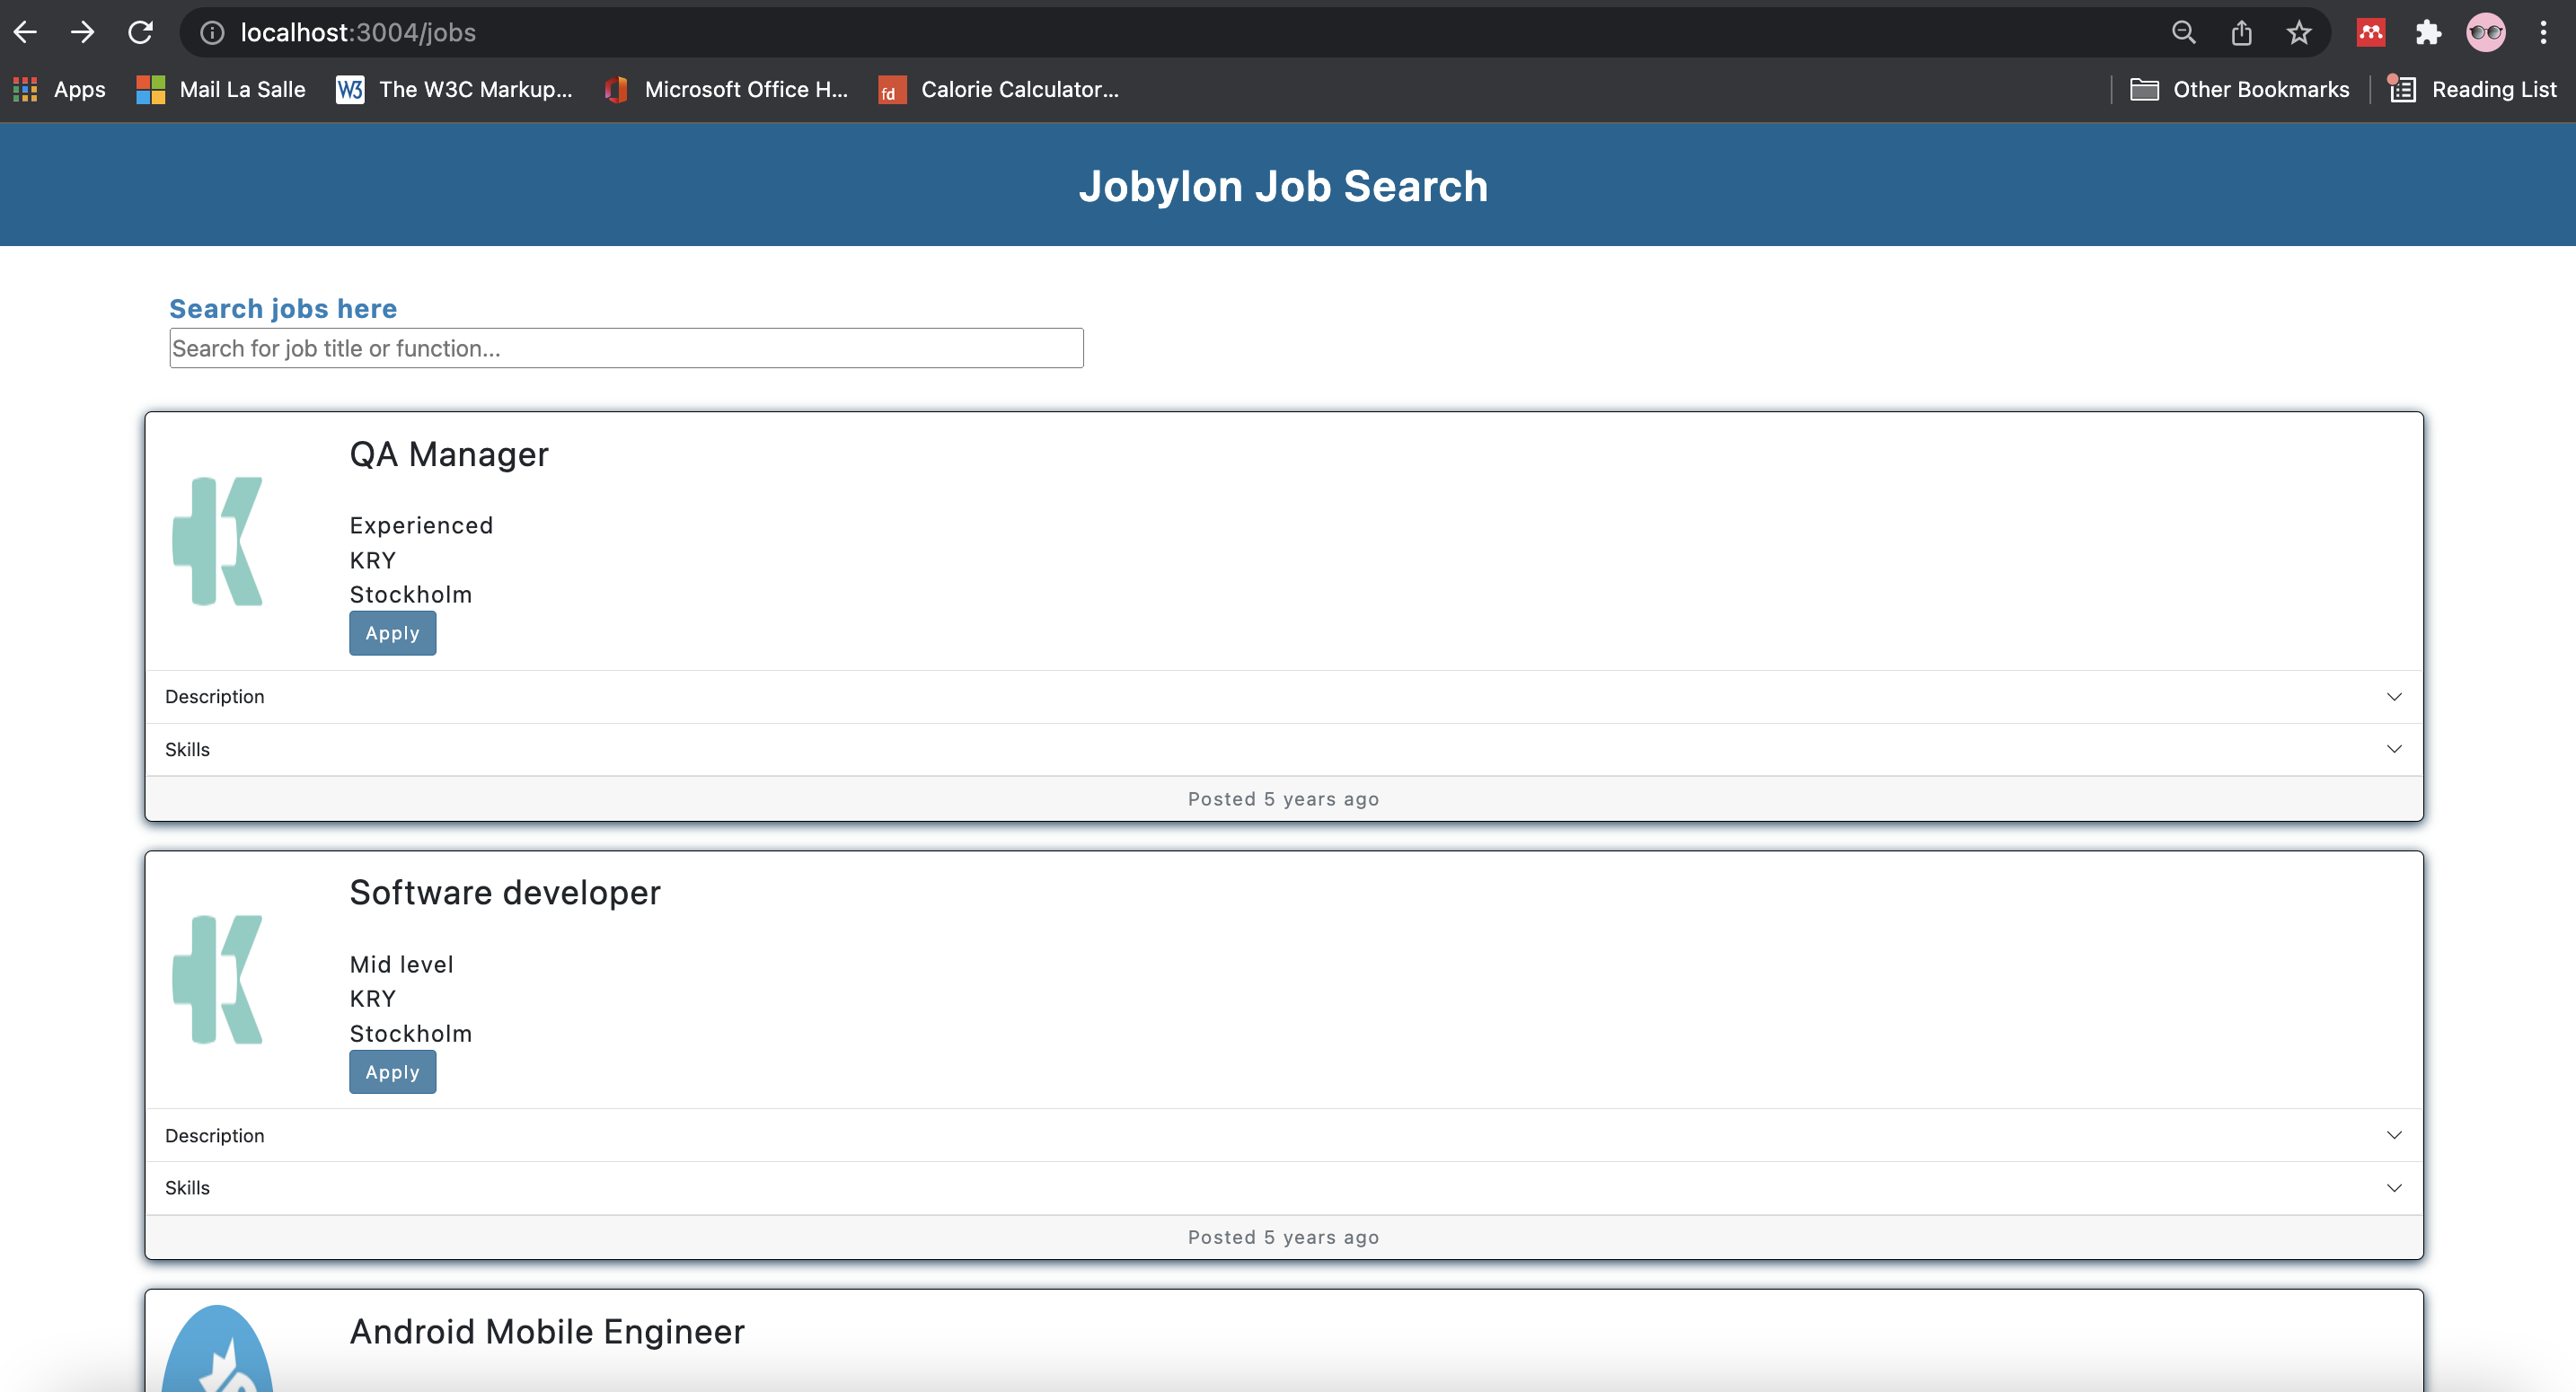 localhost:3004/jobs
Apps Mail La Salle W3 The W3C Markup... Microsoft Office H... fd Calorie Calculator... Other Bookmarks Reading List
Jobylon Job Search
Search jobs here
Search for job title or function...
QA Manager
Experienced
KRY
Stockholm
Apply
Description
Skills
Posted 5 years ago
Software developer
Mid level
KRY
Stockholm
Apply
Description
Skills
Posted 5 years ago
Android Mobile Engineer